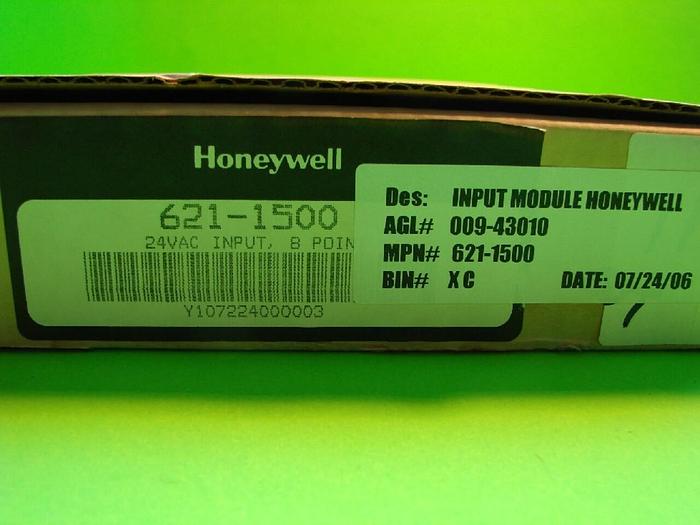 Honeywell
621-1500
24VAC INPUT, 8
Y107224000003
Des: INPUT MODULE HONEYWELL
AGL# 009-43010
MPN# 621-1500
BIN# XC DATE: 07/24/06